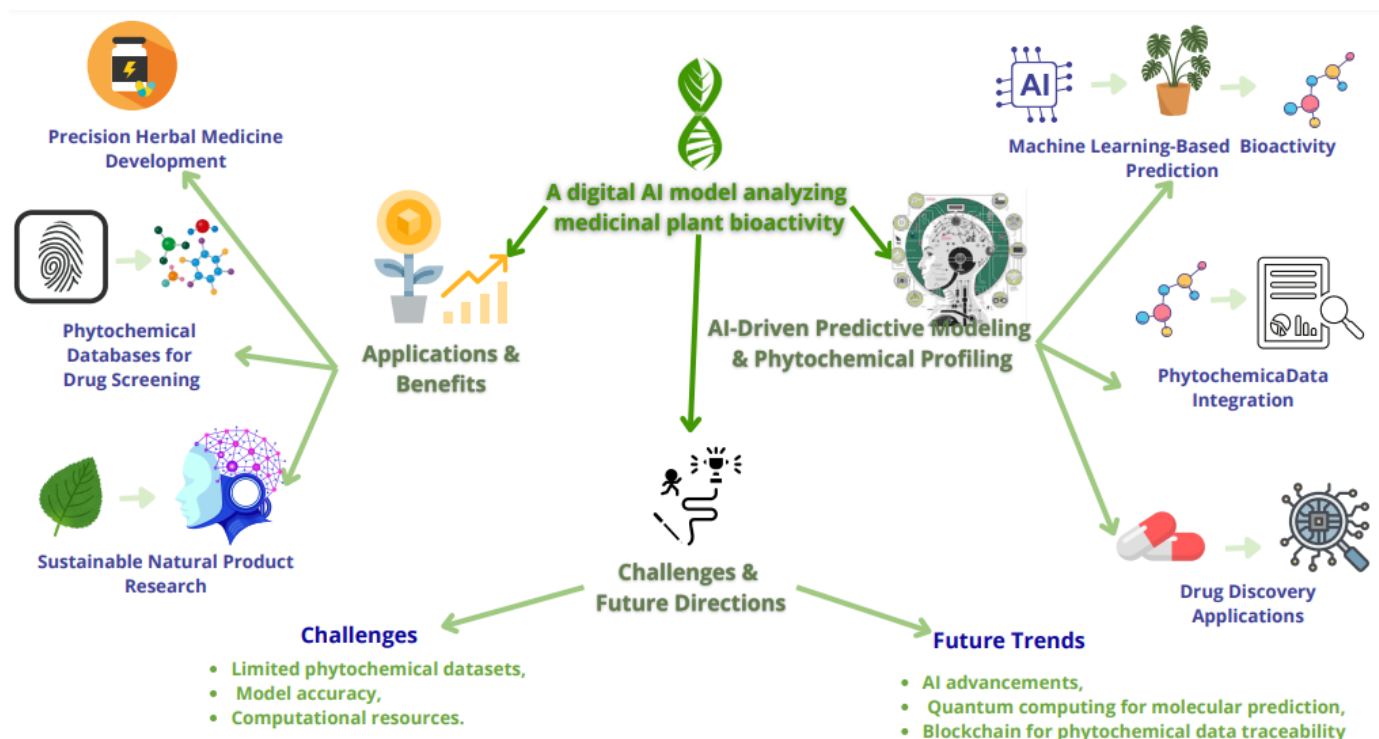 A digital AI model analyzing
medicinal plant bioactivity
Precision Herbal Medicine
Development
Phytochemical
Databases for
Drug Screening
Sustainable Natural Product
Research
Applications &
Benefits
AI-Driven Predictive Modeling
& Phytochemical Profiling
AI
Machine Learning-Based Bioactivity
Prediction
PhytochemicaData
Integration
Drug Discovery
Applications
Challenges &
Future Directions
Challenges
• Limited phytochemical datasets,
• Model accuracy,
• Computational resources.
Future Trends
• AI advancements,
• Quantum computing for molecular prediction,
• Blockchain for phytochemical data traceability